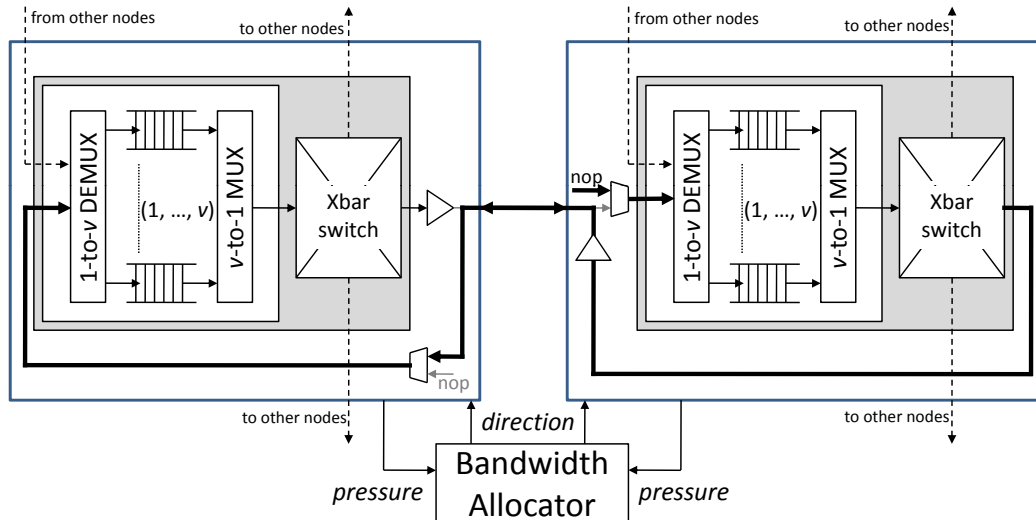 from other nodes
to other nodes
1-to-v DEMUX
(1, ..., v)
v-to-1 MUX
Xbar
switch
nop
to other nodes
from other nodes
to other nodes
nop
1-to-v DEMUX
(1, ..., v)
v-to-1 MUX
Xbar
switch
to other nodes
direction
pressure
Bandwidth
Allocator
pressure